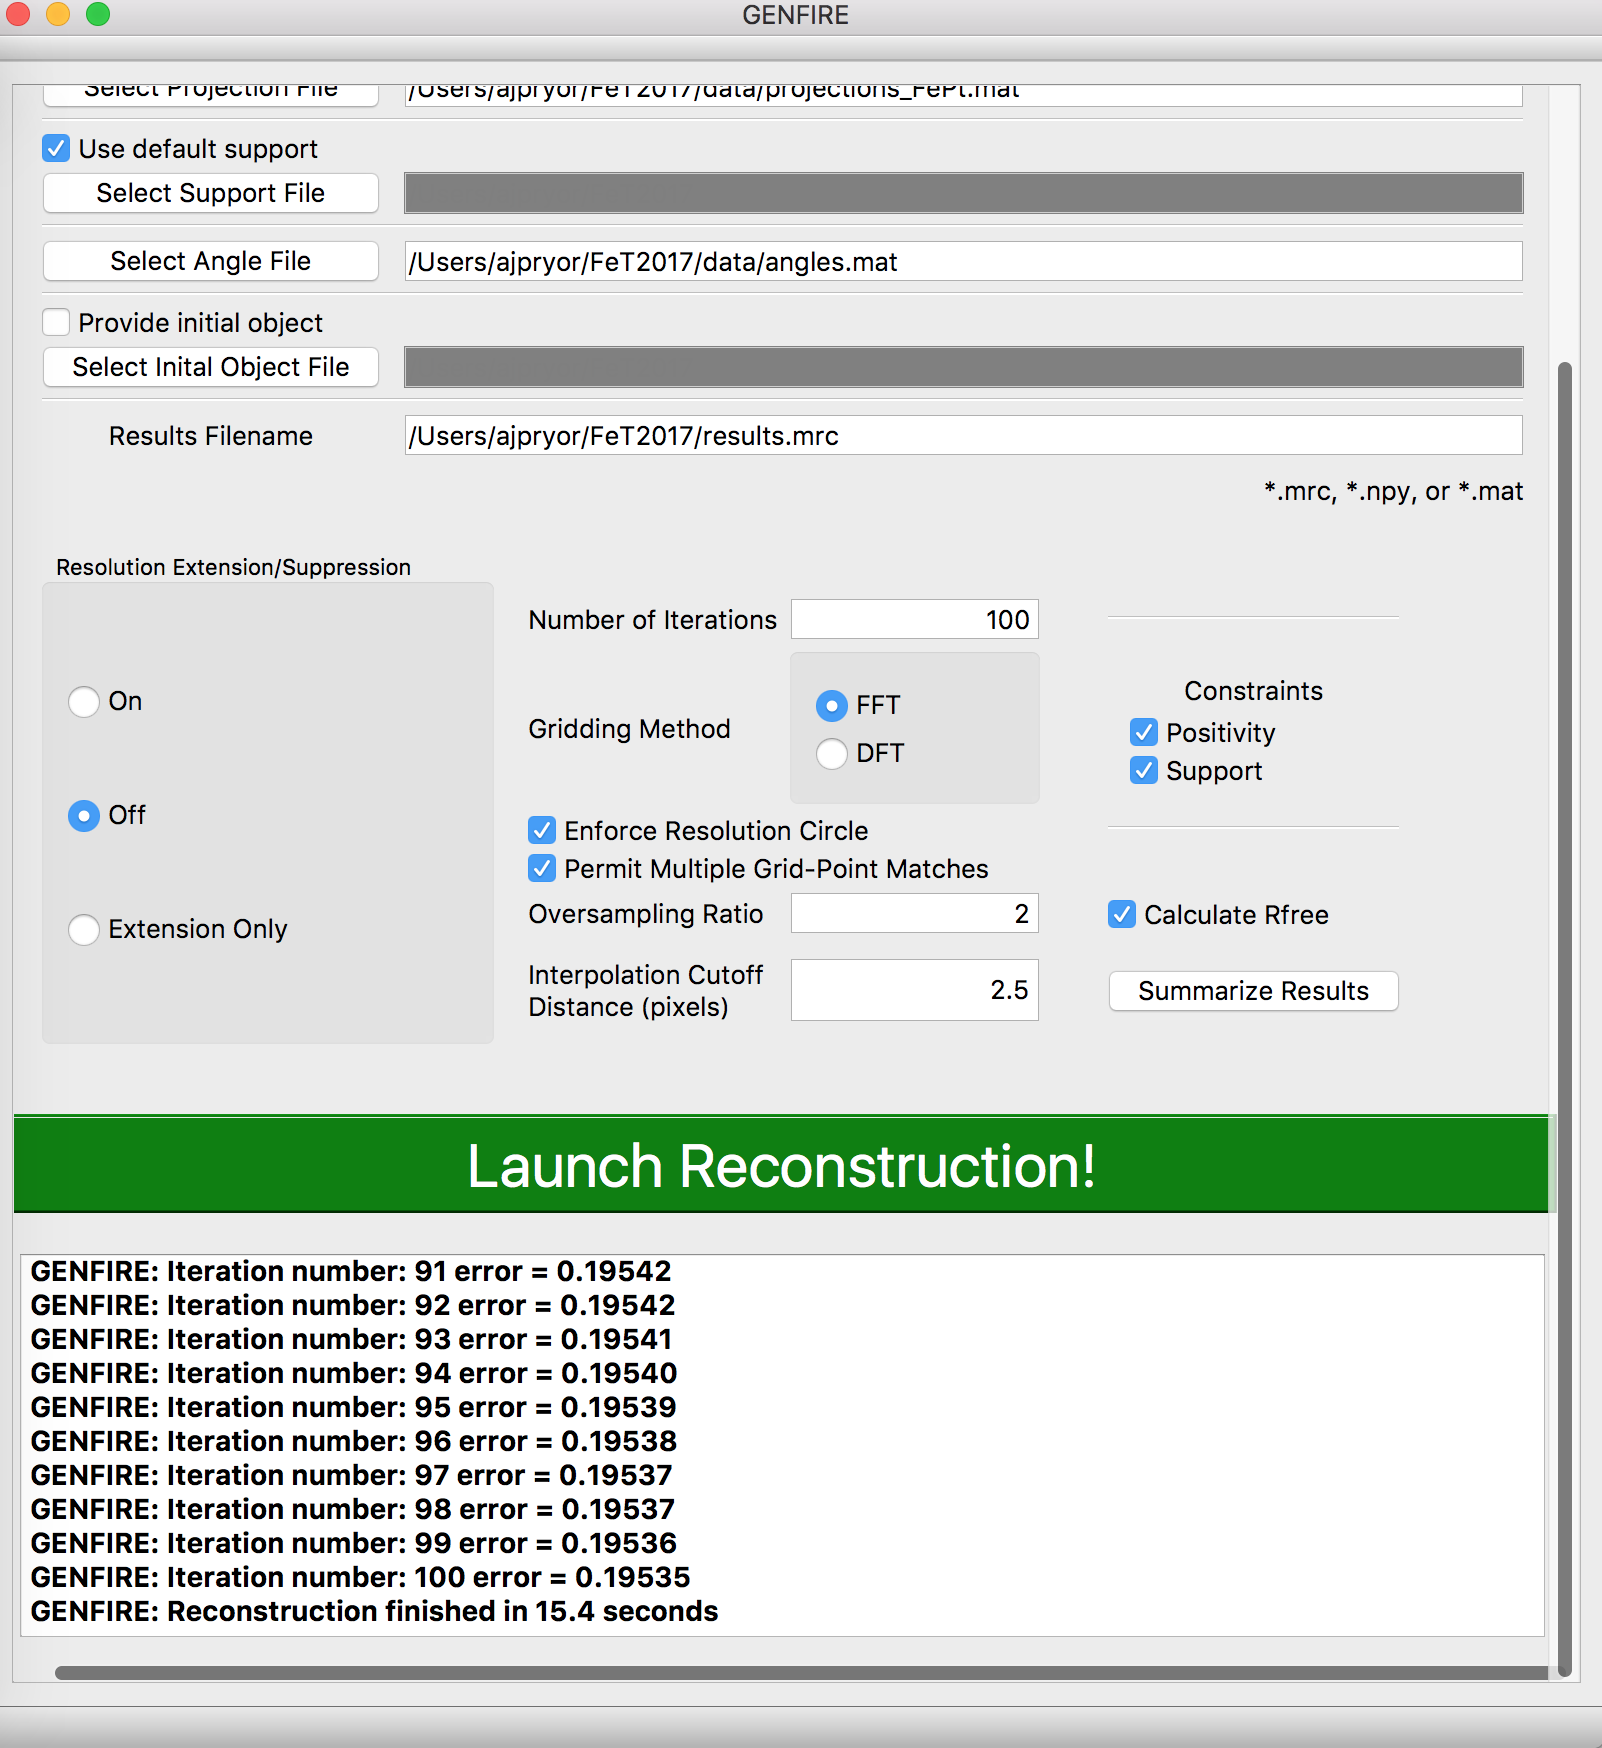 GENFIRE
Select Projection File /Users/ajpryor/FeT2017/data/projections_FePt.mat
Use default support
Select Support File
Select Angle File /Users/ajpryor/FeT2017/data/angles.mat
Provide initial object
Select Inital Object File
Results Filename /Users/ajpryor/FeT2017/results.mrc
*.mrc, *.npy, or *.mat
Resolution Extension/Suppression
On
Off
Extension Only
Number of Iterations 100
Gridding Method
FFT
DFT
Enforce Resolution Circle
Permit Multiple Grid-Point Matches
Oversampling Ratio 2
Interpolation Cutoff
Distance (pixels) 2.5
Constraints
Positivity
Support
Calculate Rfree
Summarize Results
Launch Reconstruction!
GENFIRE: Iteration number: 91 error = 0.19542
GENFIRE: Iteration number: 92 error = 0.19542
GENFIRE: Iteration number: 93 error = 0.19541
GENFIRE: Iteration number: 94 error = 0.19540
GENFIRE: Iteration number: 95 error = 0.19539
GENFIRE: Iteration number: 96 error = 0.19538
GENFIRE: Iteration number: 97 error = 0.19537
GENFIRE: Iteration number: 98 error = 0.19537
GENFIRE: Iteration number: 99 error = 0.19536
GENFIRE: Iteration number: 100 error = 0.19535
GENFIRE: Reconstruction finished in 15.4 seconds